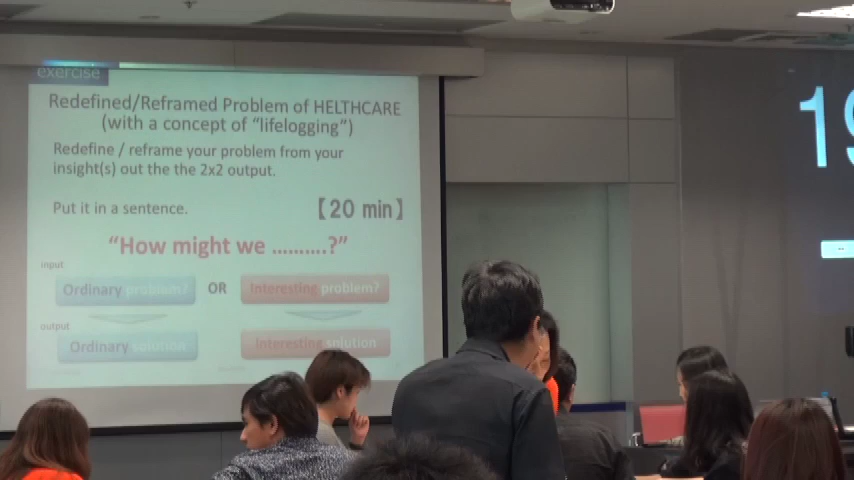 exercise
Redefined/Reframed Problem of HELTHCARE
(with a concept of "lifelogging")
Redefine / reframe your problem from your
insight(s) out the the 2x2 output.
Put it in a sentence.
【20 min】
"How might we ..........?"
input
Ordinary problem?
OR
Interesting problem?
output
Ordinary solution
Interesting solution
19